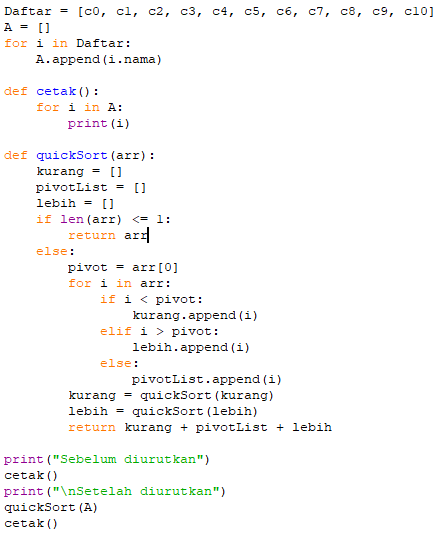 Daftar = [c0, c1, c2, c3, c4, c5, c6, c7, c8, c9, c10]
A = []
for i in Daftar:
    A.append(i.nama)

def cetak():
    for i in A:
        print(i)

def quickSort(arr):
    kurang = []
    pivotList = []
    lebih = []
    if len(arr) <= 1:
        return arr
    else:
        pivot = arr[0]
        for i in arr:
            if i < pivot:
                kurang.append(i)
            elif i > pivot:
                lebih.append(i)
            else:
                pivotList.append(i)
        kurang = quickSort(kurang)
        lebih = quickSort(lebih)
        return kurang + pivotList + lebih

print("Sebelum diurutkan")
cetak()
print("\nSetelah diurutkan")
quickSort(A)
cetak()